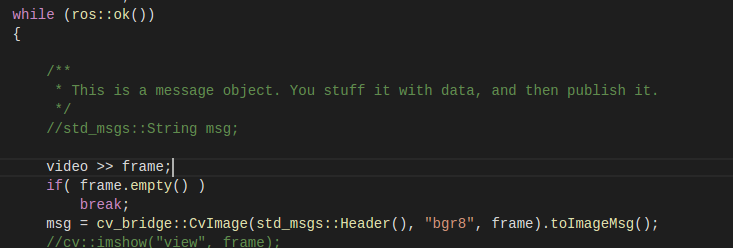 while (ros::ok())
{
/**
* This is a message object. You stuff it with data, and then publish it.
*/
//std_msgs::String msg;
video >> frame;
if( frame.empty() )
break;
msg = cv_bridge::CvImage(std_msgs::Header(), "bgr8", frame).toImageMsg();
//cv::imshow("view", frame);